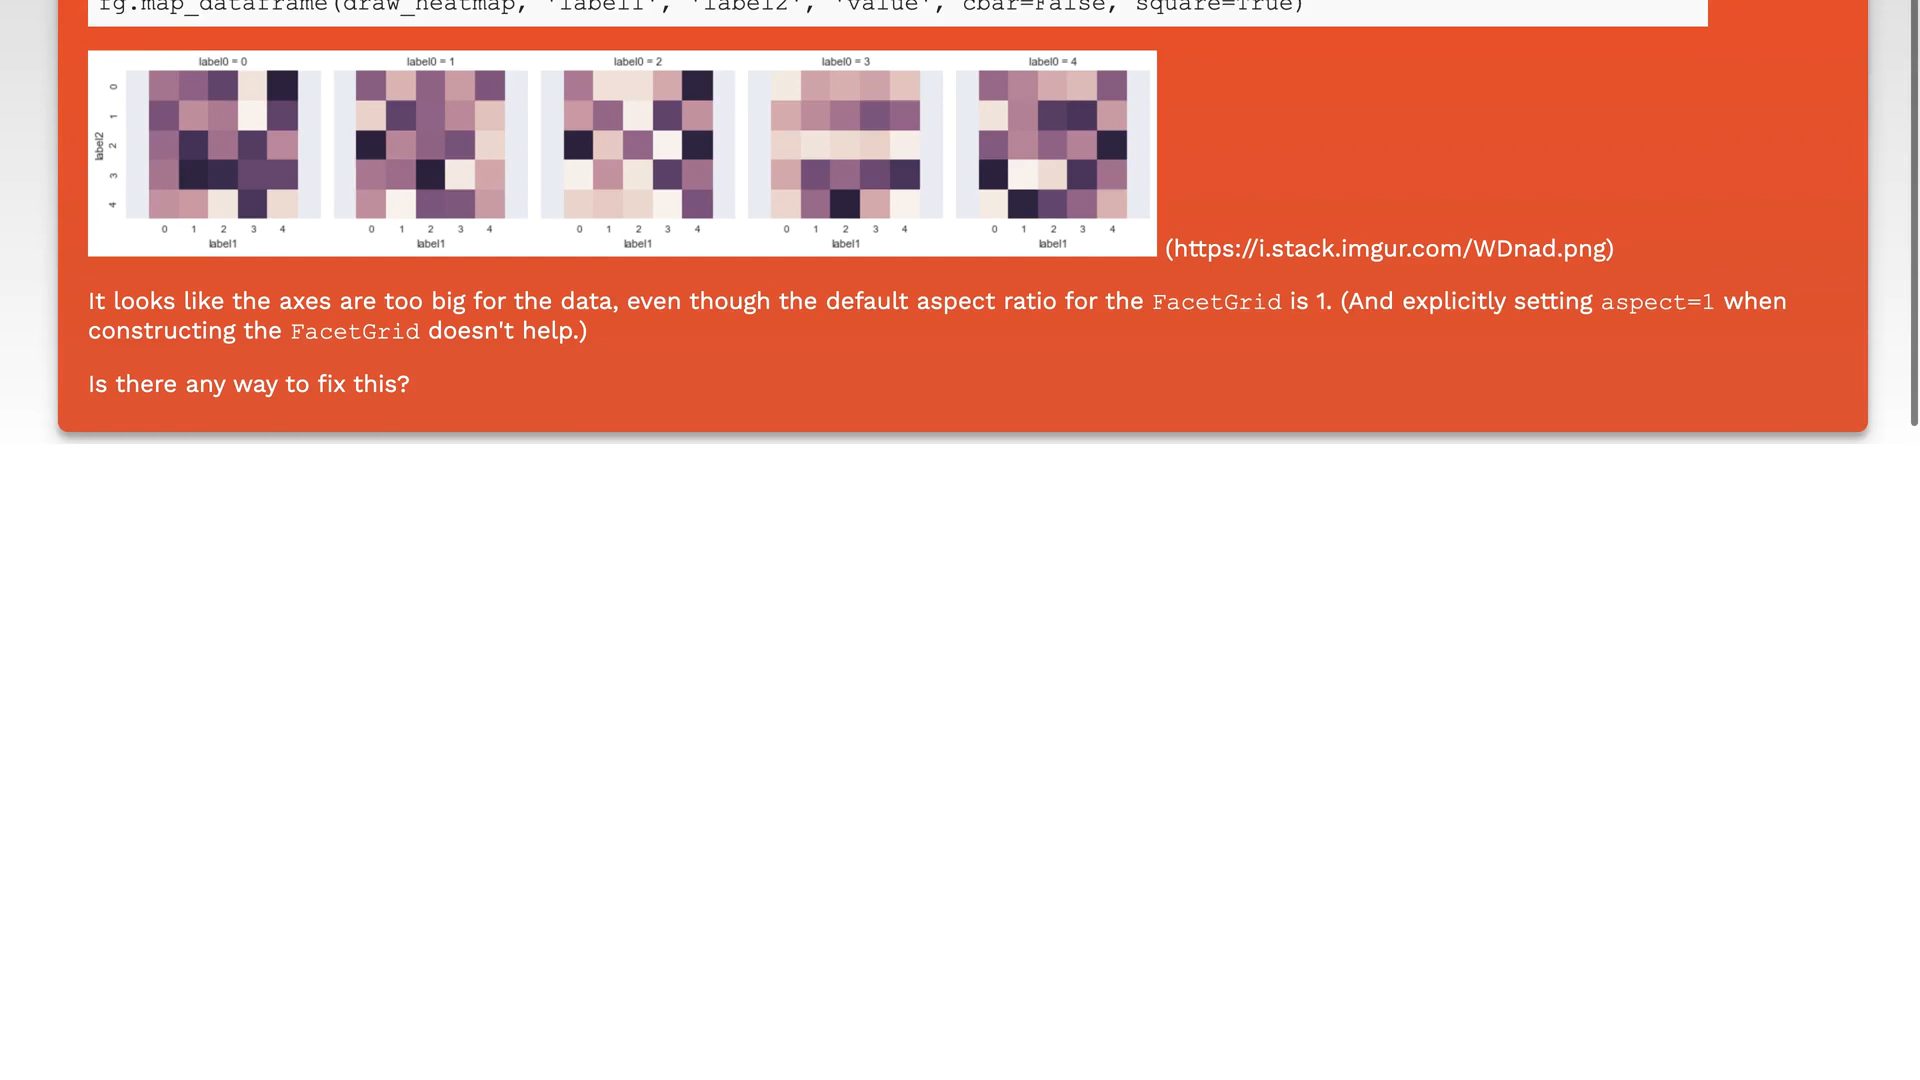 fg.map_dataframe(draw_heatmap, 'label1', 'label2', 'value', cbar=False, square=True)
label0 = 0 label0 = 1 label0 = 2 label0 = 3 label0 = 4
label2
0
1
2
3
4
0 1 2 3 4 0 1 2 3 4 0 1 2 3 4 0 1 2 3 4 0 1 2 3 4
label1 label1 label1 label1 label1
(https://i.stack.imgur.com/WDnad.png)
It looks like the axes are too big for the data, even though the default aspect ratio for the FacetGrid is 1. (And explicitly setting aspect=1 when
constructing the FacetGrid doesn't help.)
Is there any way to fix this?